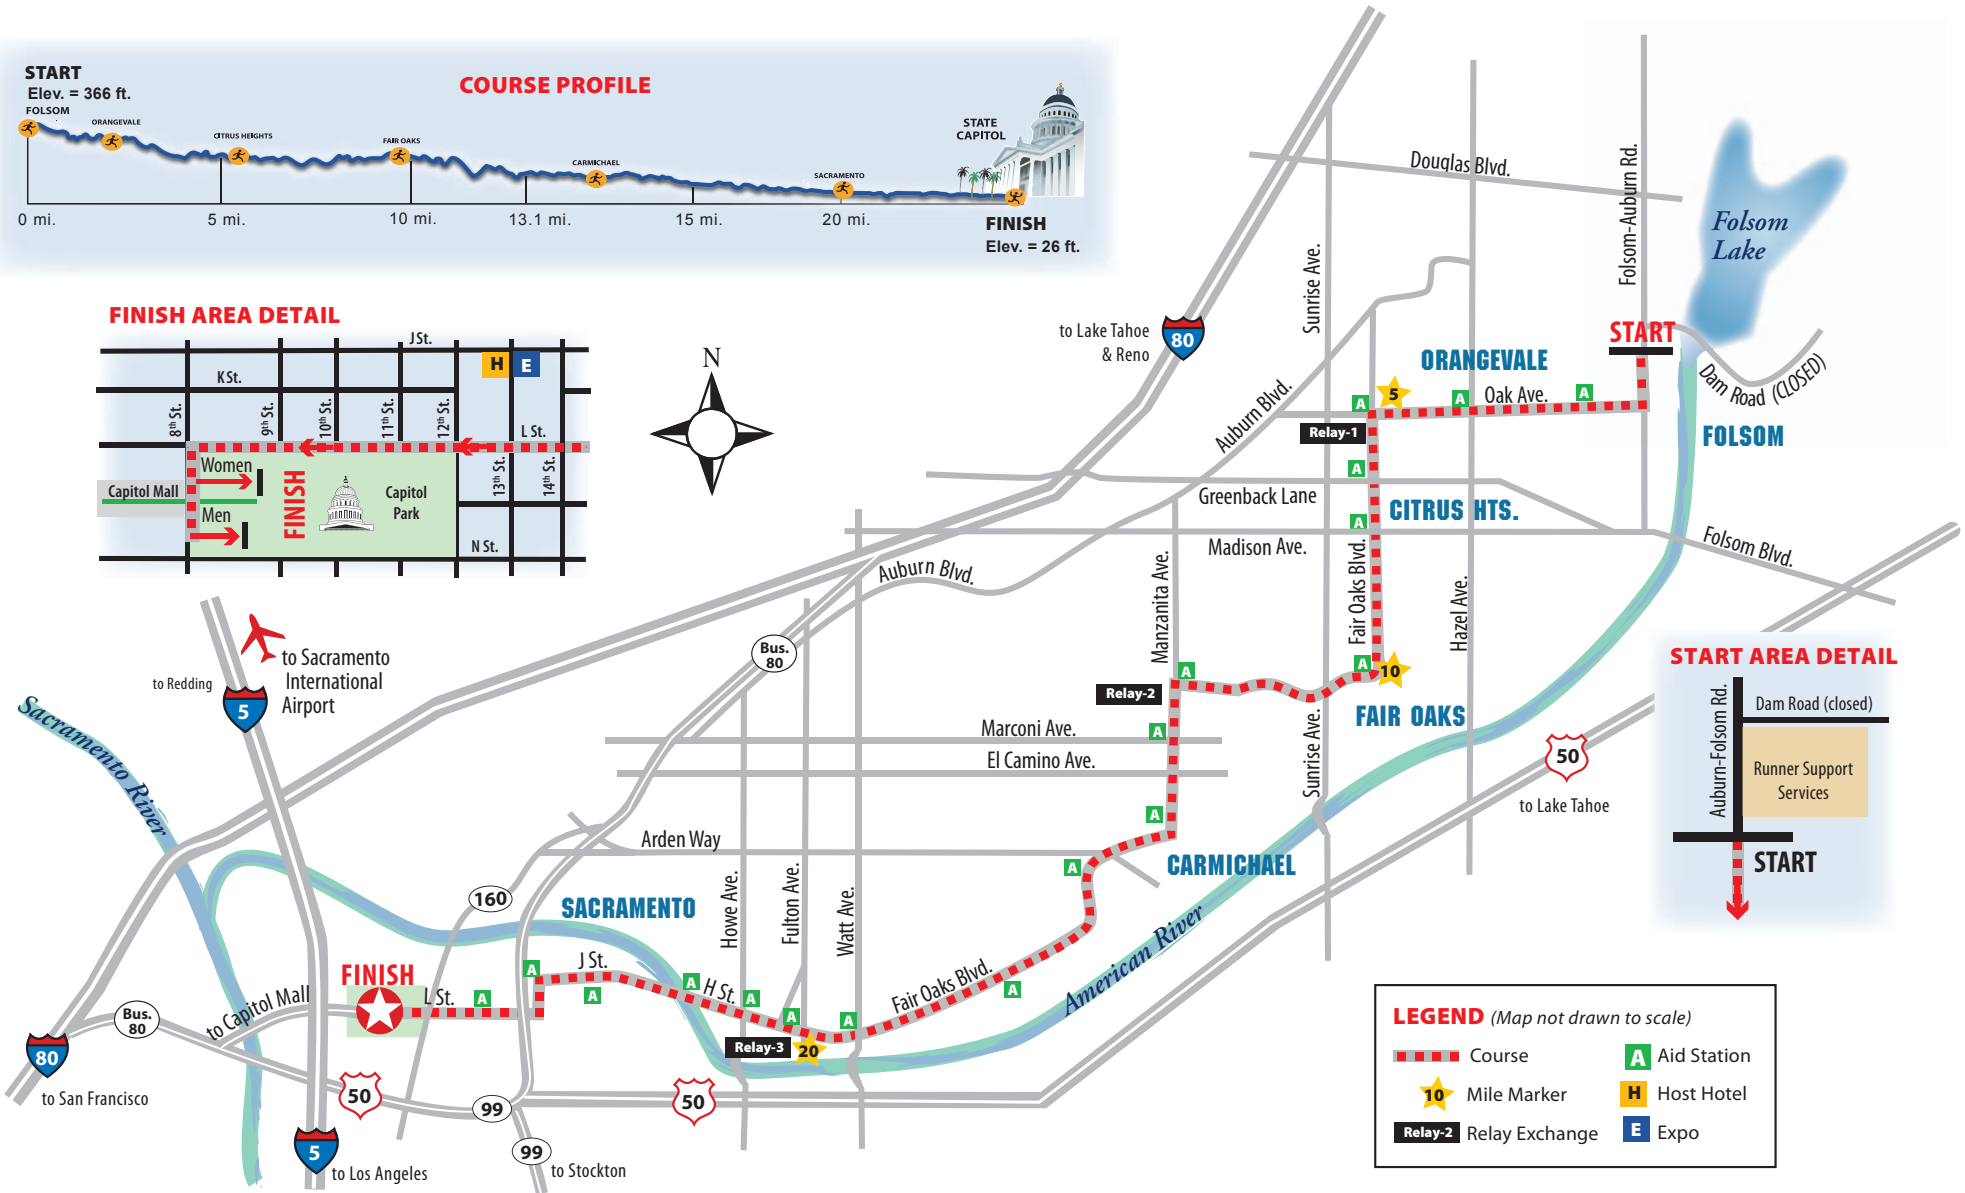 START
Elev. = 366 ft.
FOLSOM
COURSE PROFILE
ORANGEVALE
CITRUS HEIGHTS
FAIR OAKS
CARMICHAEL
SACRAMENTO
STATE
CAPITOL
0 mi.
5 mi.
10 mi.
13.1 mi.
15 mi.
20 mi.
FINISH
Elev. = 26 ft.
FINISH AREA DETAIL
J St.
H
E
K St.
8th St.
9th St.
10th St.
11th St.
12th St.
L St.
13th St.
14th St.
Women
Capitol Mall
Men
FINISH
Capitol
Park
N St.
N
to Lake Tahoe
& Reno
80
Douglas Blvd.
Folsom-Auburn Rd.
Sunrise Ave.
Folsom
Lake
START
Dam Road (CLOSED)
ORANGEVALE
5
A
A
Oak Ave.
A
Relay-1
Auburn Blvd.
FOLSOM
A
Greenback Lane
CITRUS HTS.
A
Madison Ave.
Folsom Blvd.
Auburn Blvd.
Manzanita Ave.
Fair Oaks Blvd.
Hazel Ave.
Bus.
80
to Sacramento
International
Airport
to Redding
5
Sacramento River
A
10
A
Relay-2
FAIR OAKS
Sunrise Ave.
Marconi Ave.
A
El Camino Ave.
50
to Lake Tahoe
START AREA DETAIL
Auburn-Folsom Rd.
Dam Road (closed)
Runner Support
Services
START
A
Arden Way
CARMICHAEL
A
160
SACRAMENTO
Howe Ave.
Fulton Ave.
Watt Ave.
American River
Fair Oaks Blvd.
A
FINISH
L St.
A
A
J St.
A
A
H St.
A
A
A
Relay-3
20
to Capitol Mall
Bus.
80
80
to San Francisco
50
99
50
5
to Los Angeles
99
to Stockton
LEGEND (Map not drawn to scale)
Course
A Aid Station
10 Mile Marker
H Host Hotel
Relay-2 Relay Exchange
E Expo